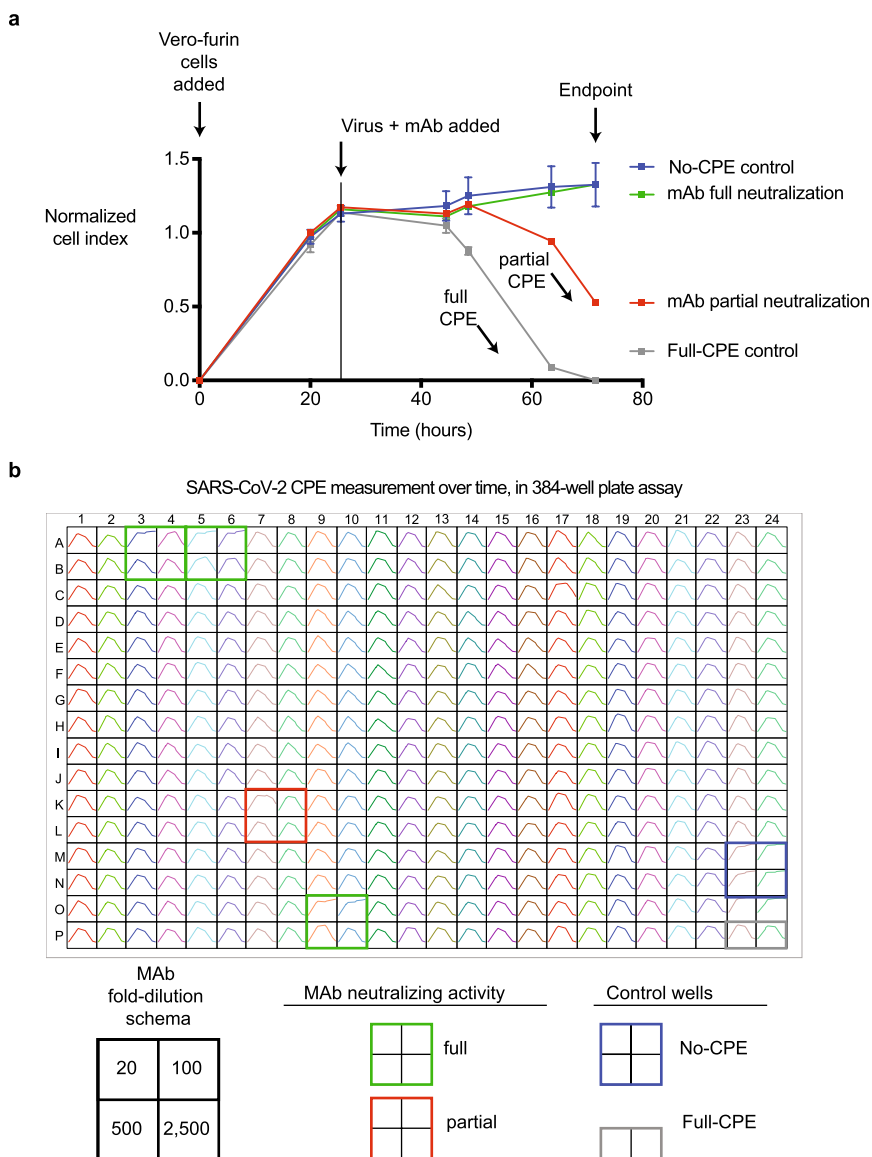 a
Vero-furin
cells
added
Virus + mAb added
Endpoint
1.5
1.0
0.5
0.0
Normalized
cell index
No-CPE control
mAb full neutralization
partial
CPE
full
CPE
mAb partial neutralization
Full-CPE control
0 20 40 60 80
Time (hours)
b
SARS-CoV-2 CPE measurement over time, in 384-well plate assay
1 2 3 4 5 6 7 8 9 10 11 12 13 14 15 16 17 18 19 20 21 22 23 24
A
B
C
D
E
F
G
H
I
J
K
L
M
N
O
P
MAb
fold-dilution
schema
20 100
500 2,500
MAb neutralizing activity
full
partial
Control wells
No-CPE
Full-CPE